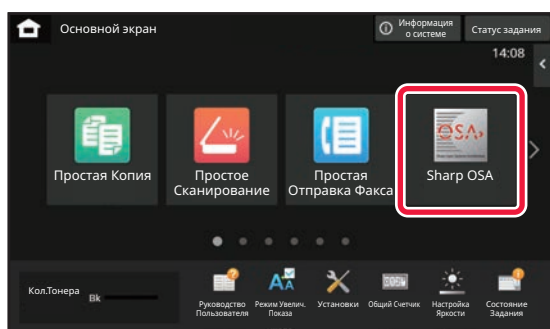 Основной экран
Информация
о системе
Статус задания
14:08
Простая Копия
Простое
Сканирование
Простая
Отправка Факса
OSA
Sharp OSA
Кол.Тонера
Bk
Руководство
Пользователя
Режим Увелич.
Показа
Установки
Общий Счетчик
Настройка
Яркости
Состояние
Задания